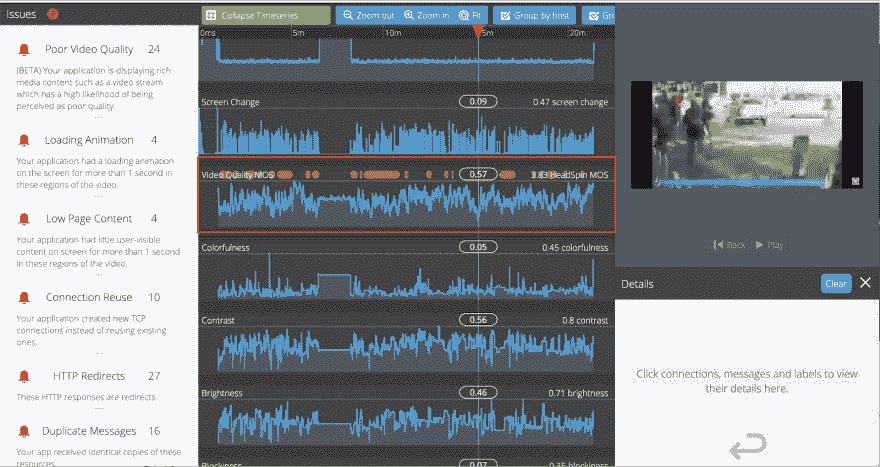 Issues
Collapse Timeseries
Zoom out
Zoom in
Fit
Group by host
Gr
Poor Video Quality 24
(BETA) Your application is displaying rich
media content such as a video stream
which has a high likelihood of being
perceived as poor quality.
...
Loading Animation 4
Your application had a loading animation
on the screen for more than 1 second in
these regions of the video.
...
Low Page Content 4
Your application had little user-visible
content on screen for more than 1 second
in these regions of the video.
...
Connection Reuse 10
Your application created new TCP
connections instead of reusing existing
ones.
...
HTTP Redirects 27
These HTTP responses are redirects.
...
Duplicate Messages 16
Your app received identical copies of these
resources.
0ms 5m 10m 5m 20m
Screen Change 0.09 0.47 screen change
Video Quality MOS 0.57 HeadSpin MOS
Colorfulness 0.05 0.45 colorfulness
Contrast 0.56 0.8 contrast
Brightness 0.46 0.71 brightness
Blockiness 0.07 0.35 blockiness
Back
Play
Details
Clear
Click connections, messages and labels to view
their details here.